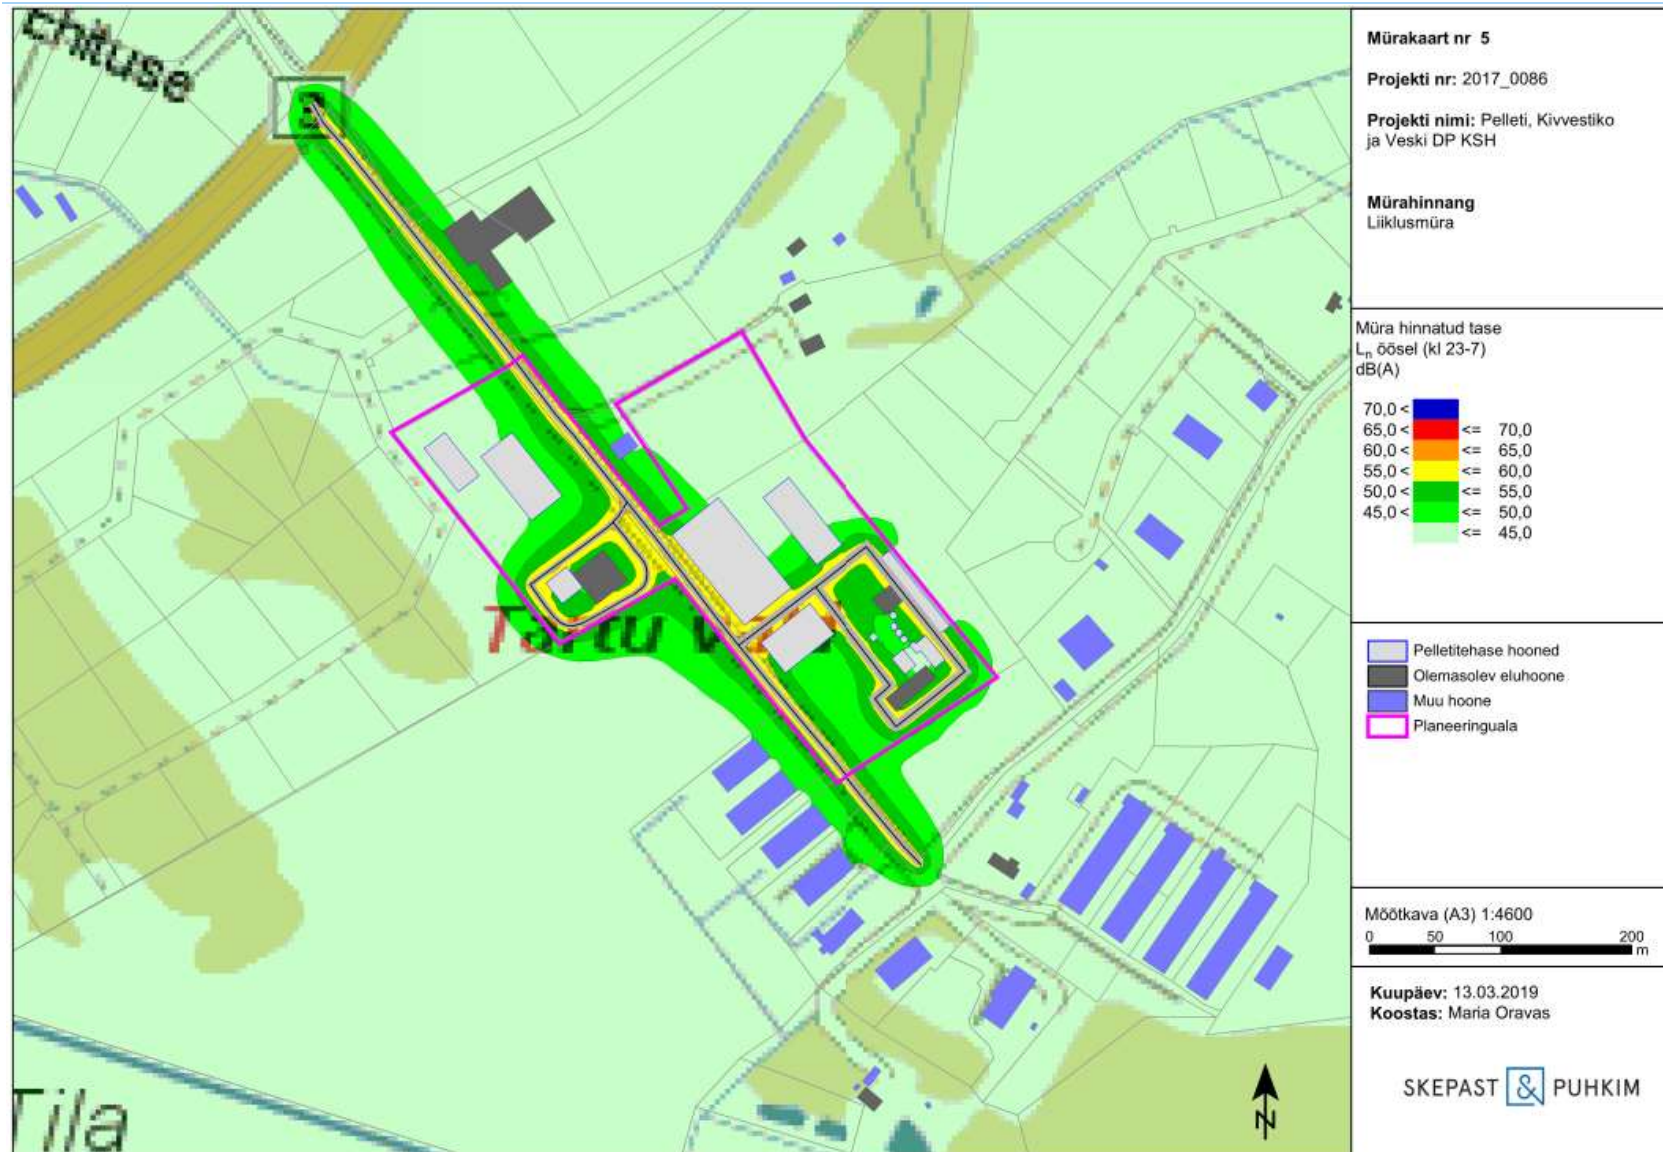 chituse
Tartu
Tila
Mürakaart nr 5
Projekti nr: 2017_0086
Projekti nimi: Pelleti, Kivvestiko
ja Veski DP KSH
Mürahinnang
Liiklusmüra
Müra hinnatud tase
Ln öösel (kl 23-7)
dB(A)
70,0 <
65,0 < <= 70,0
60,0 < <= 65,0
55,0 < <= 60,0
50,0 < <= 55,0
45,0 < <= 50,0
<= 45,0
Pelletitehase hooned
Olemasolev eluhoone
Muu hoone
Planeeringuala
Möötkava (A3) 1:4600
0 50 100 200
m
Kuupäev: 13.03.2019
Koostas: Maria Oravas
N
SKEPAST & PUHKIM